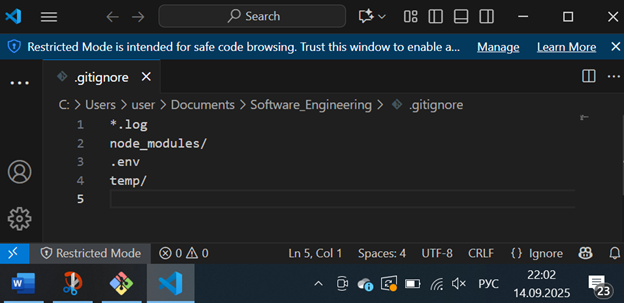 Search
Restricted Mode is intended for safe code browsing. Trust this window to enable a... Manage Learn More
.gitignore
C: > Users > user > Documents > Software_Engineering > .gitignore
1 *.log
2 node_modules/
3 .env
4 temp/
5
Restricted Mode 0 0 Ln 5, Col 1 Spaces: 4 UTF-8 CRLF {} Ignore
РУС 22:02
14.09.2025 23